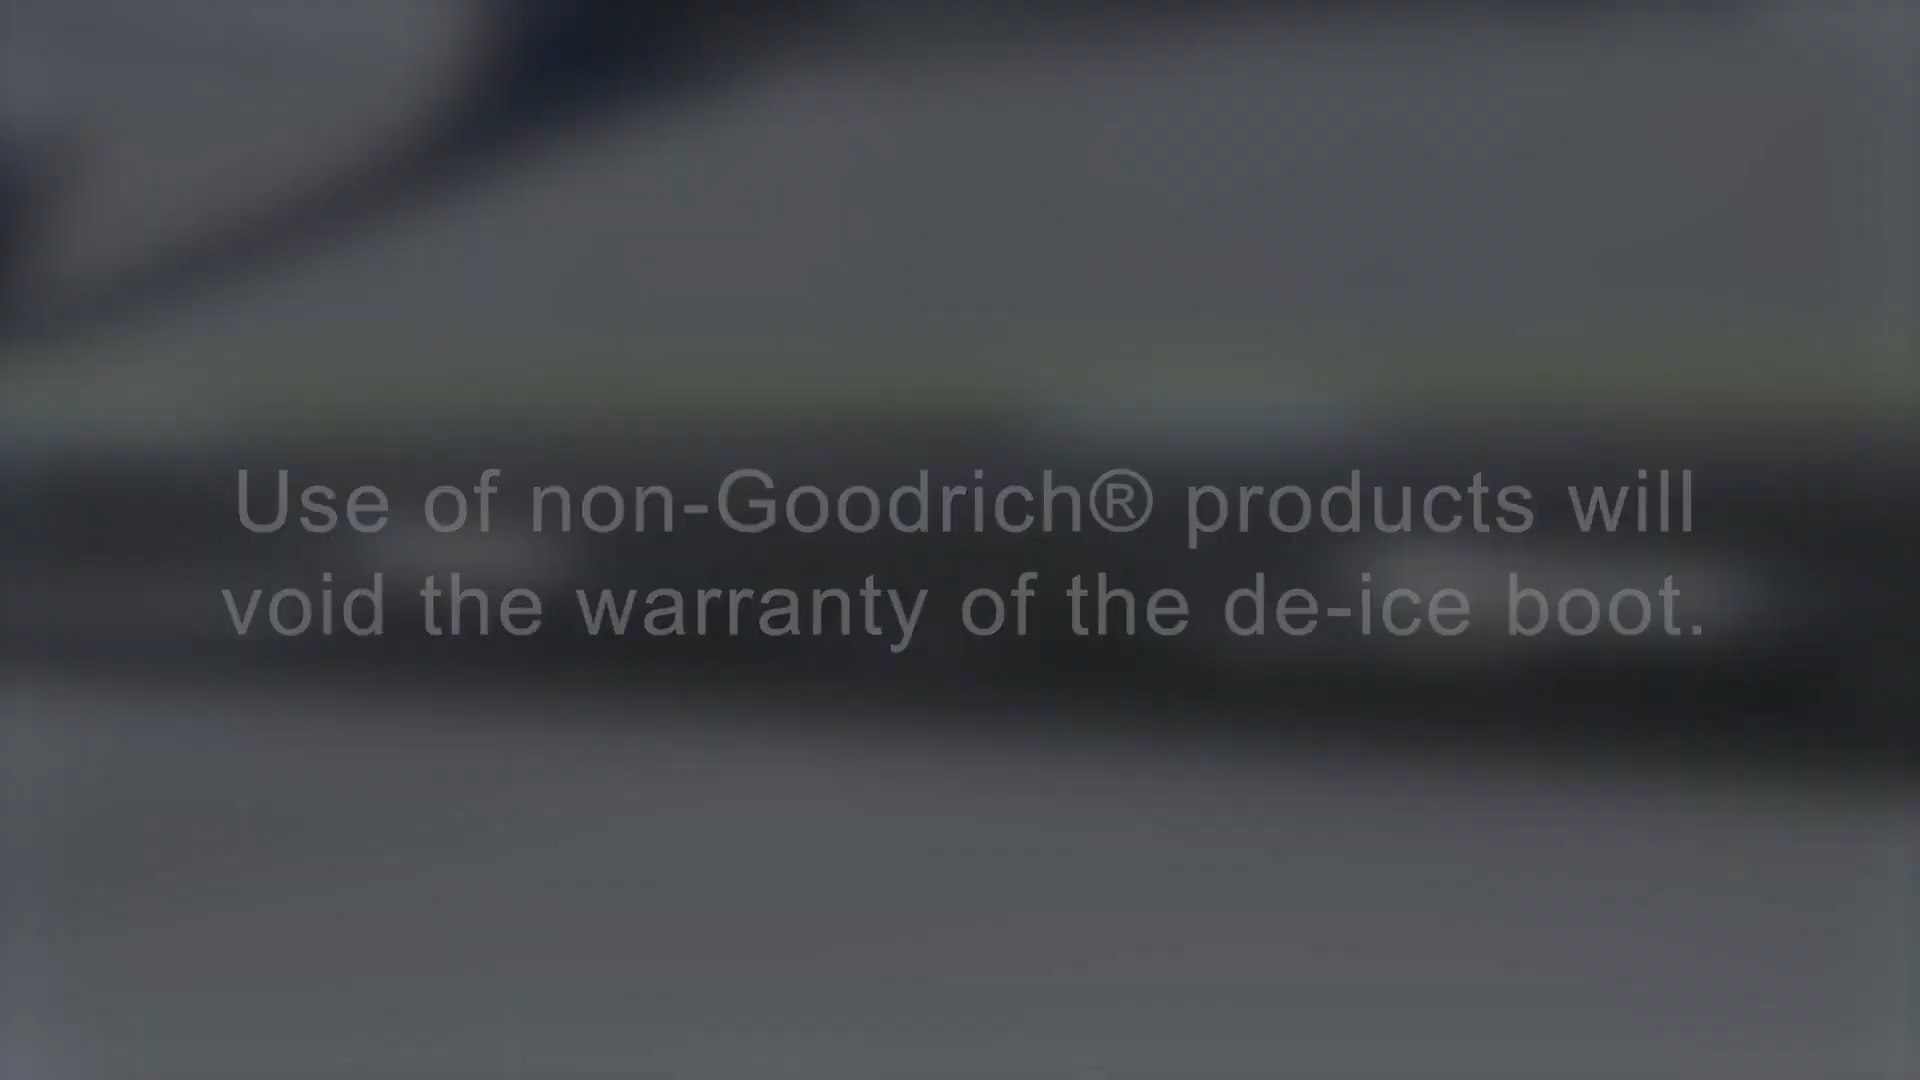 Use of non-Goodrich® products will
void the warranty of the de-ice boot.